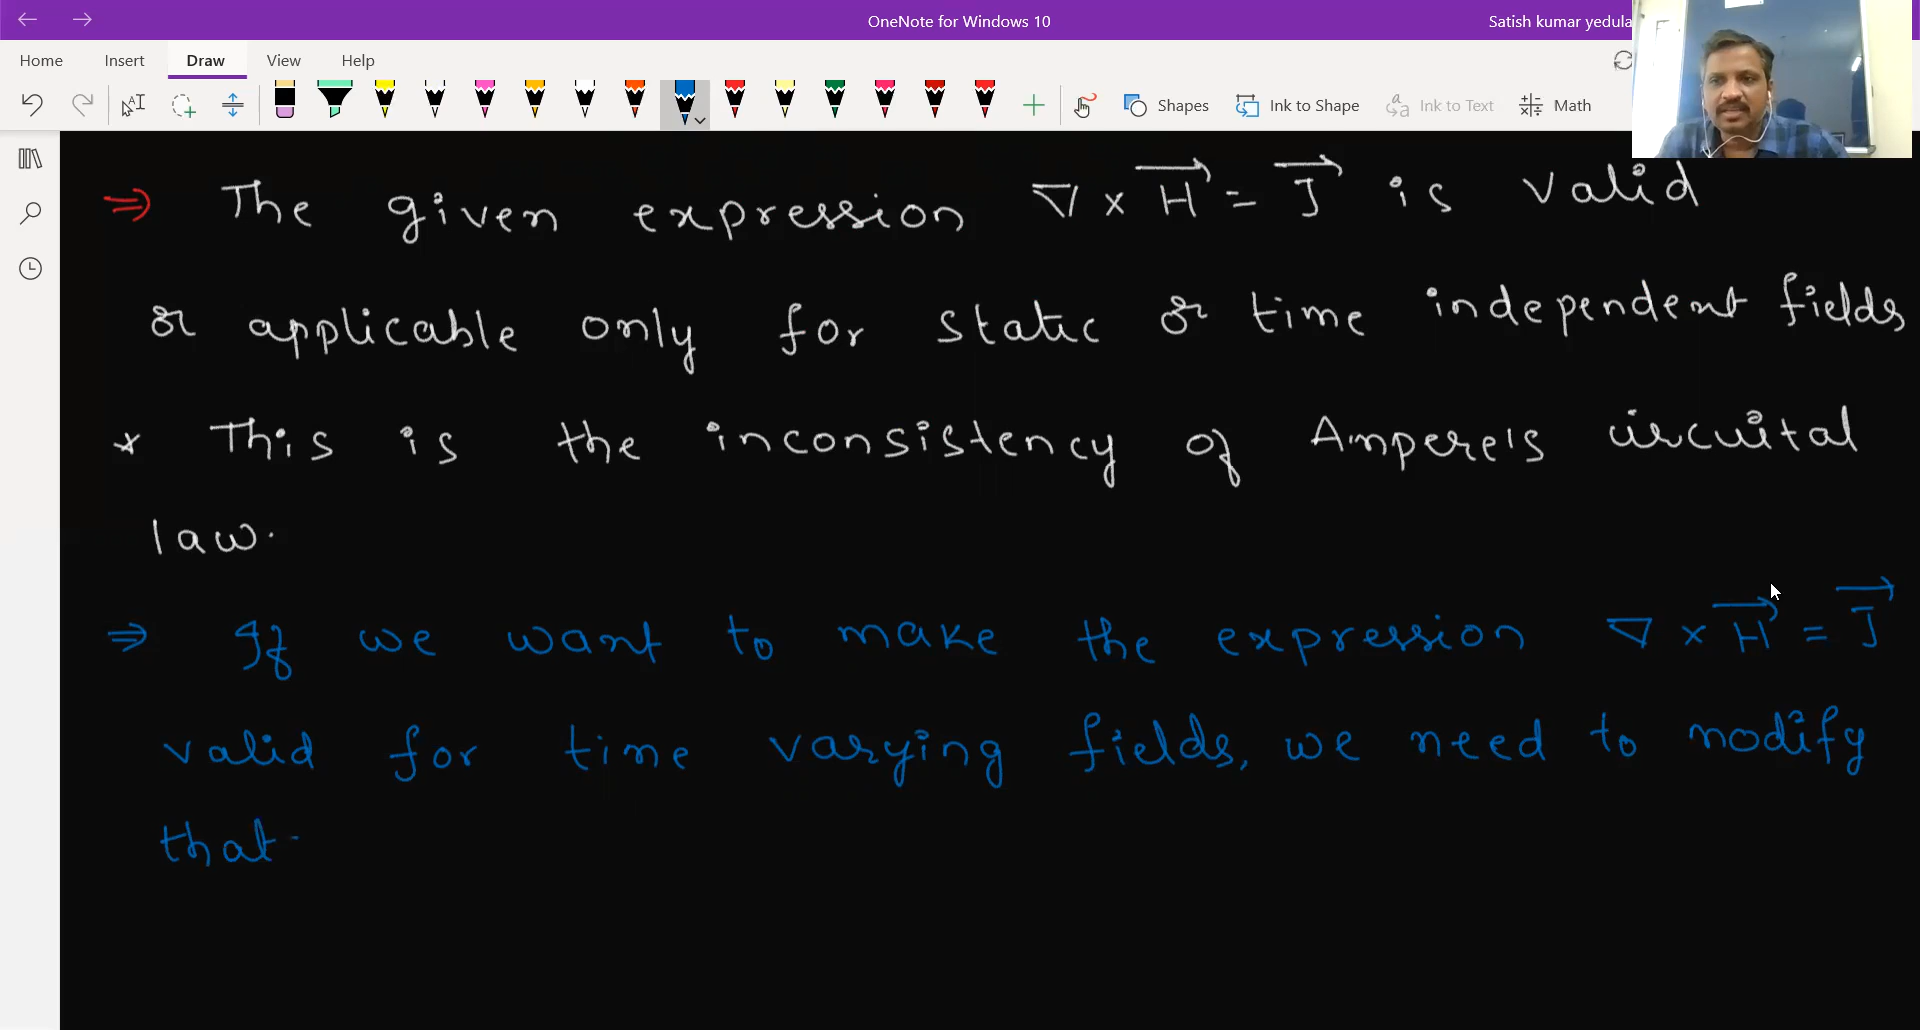 OneNote for Windows 10
Satish kumar yedula
Home Insert Draw View Help
Shapes Ink to Shape Ink to Text Math
⇒ The given expression ∇ × H⃗ = J⃗ is valid
or applicable only for static or time independent fields
* This is the inconsistency of Ampere's circuital
law.
⇒ If we want to make the expression ∇ × H⃗ = J⃗
valid for time varying fields, we need to modify
that.